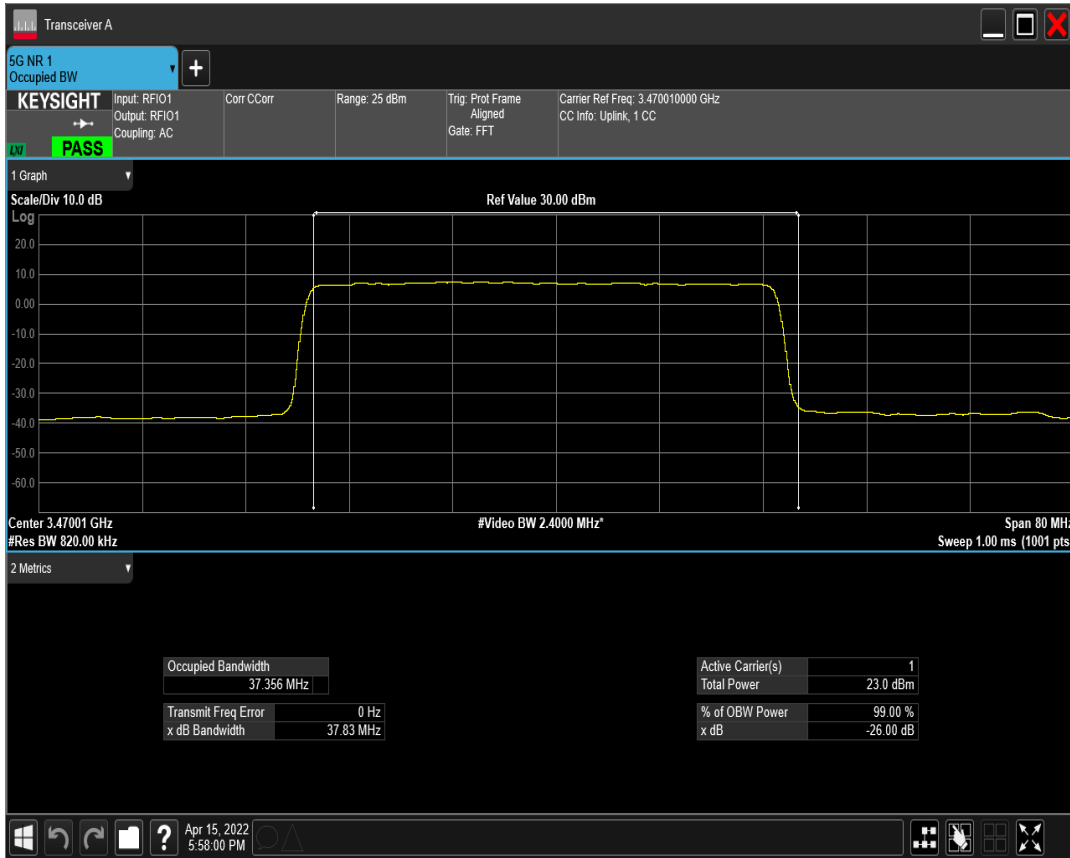 Transceiver A
5G NR 1
Occupied BW
+
KEYSIGHT
LXI
PASS
Input: RFIO1
Output: RFIO1
Coupling: AC
Corr CCorr
Range: 25 dBm
Trig: Prot Frame
Aligned
Gate: FFT
Carrier Ref Freq: 3.470010000 GHz
CC Info: Uplink, 1 CC
1 Graph
Scale/Div 10.0 dB
Ref Value 30.00 dBm
Log
20.0
10.0
0.00
-10.0
-20.0
-30.0
-40.0
-50.0
-60.0
Center 3.47001 GHz
#Video BW 2.4000 MHz*
Span 80 MHz
#Res BW 820.00 kHz
Sweep 1.00 ms (1001 pts
2 Metrics
Occupied Bandwidth
37.356 MHz
Transmit Freq Error 0 Hz
x dB Bandwidth 37.83 MHz
Active Carrier(s) 1
Total Power 23.0 dBm
% of OBW Power 99.00 %
x dB -26.00 dB
?
Apr 15, 2022
5:58:00 PM